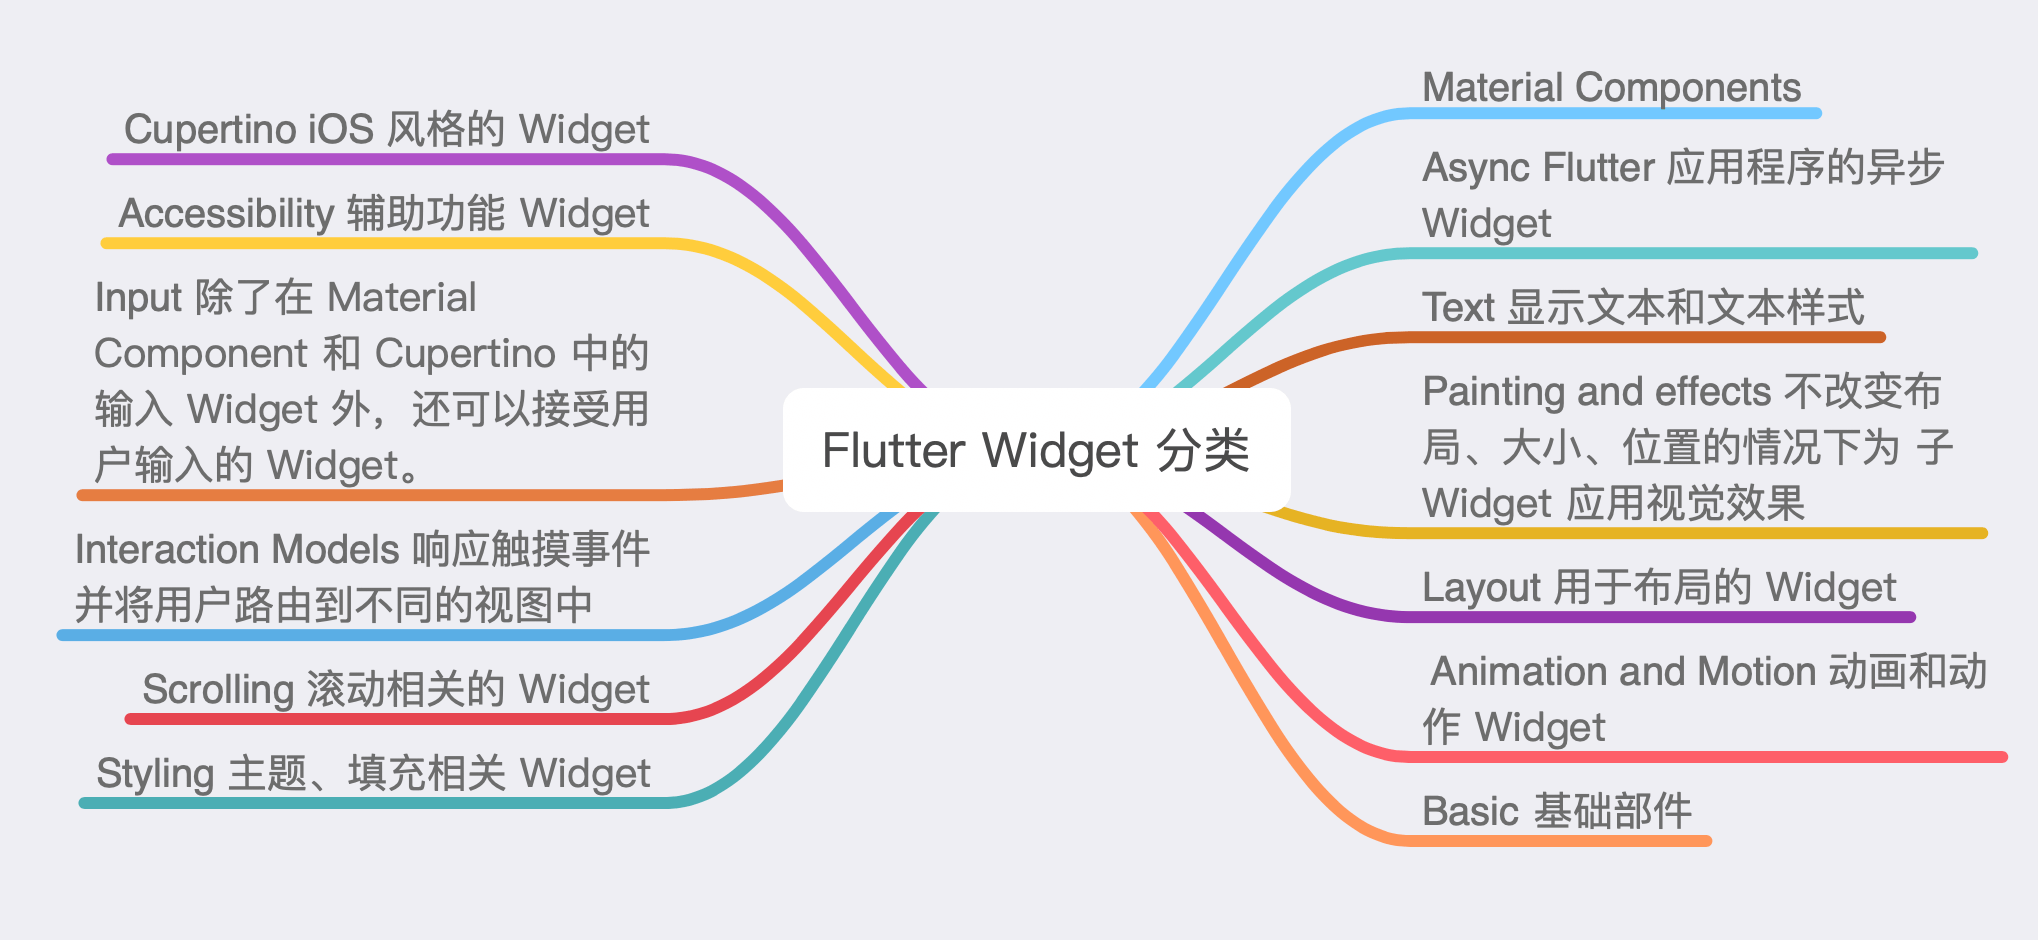 Flutter Widget 分类
Material Components
Async Flutter 应用程序的异步
Widget
Text 显示文本和文本样式
Painting and effects 不改变布
局、大小、位置的情况下为 子
Widget 应用视觉效果
Layout 用于布局的 Widget
Animation and Motion 动画和动
作 Widget
Basic 基础部件
Cupertino iOS 风格的 Widget
Accessibility 辅助功能 Widget
Input 除了在 Material
Component 和 Cupertino 中的
输入 Widget 外，还可以接受用
户输入的 Widget。
Interaction Models 响应触摸事件
并将用户路由到不同的视图中
Scrolling 滚动相关的 Widget
Styling 主题、填充相关 Widget